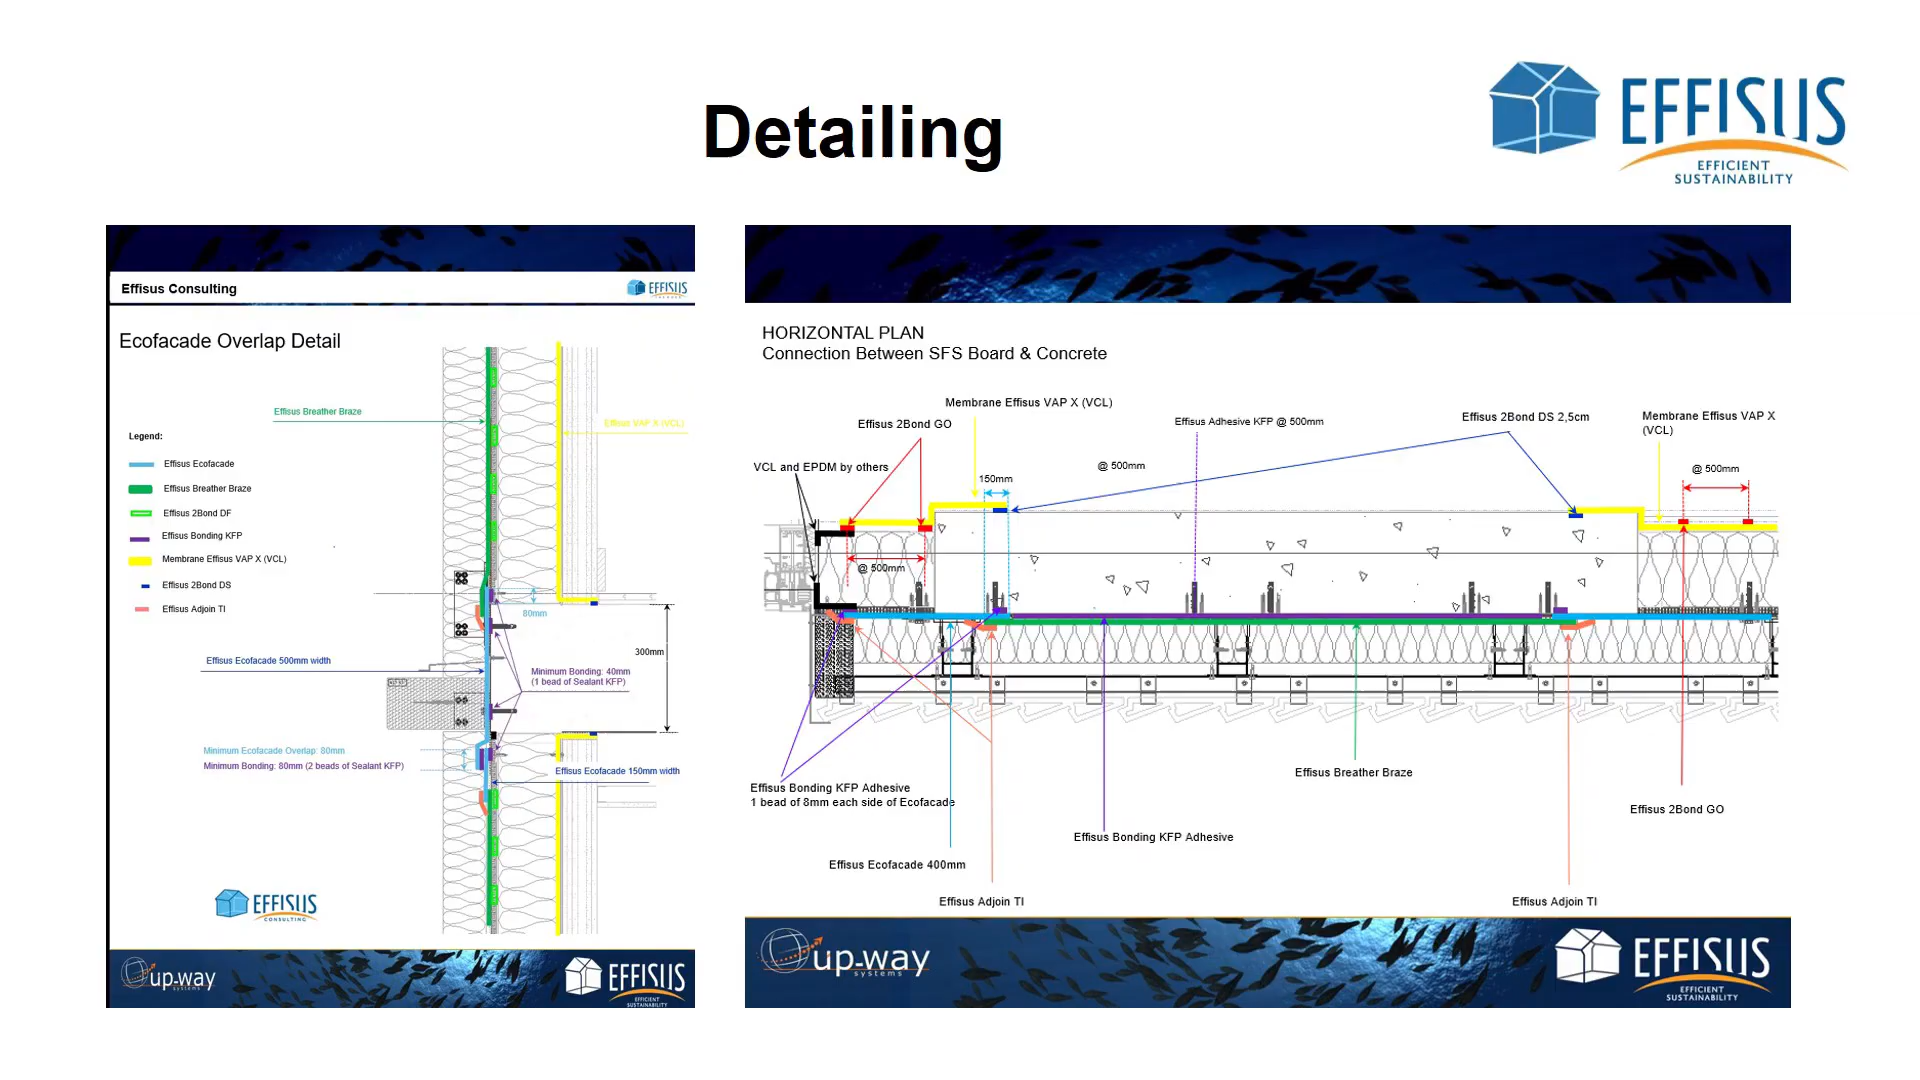 Detailing
EFFISUS
EFFICIENT
SUSTAINABILITY
Effisus Consulting
EFFISUS
Ecofacade Overlap Detail
Effisus Breather Braze
Effisus VAP X (VCL)
Legend:
Effisus Ecofacade
Effisus Breather Braze
Effisus 2Bond DF
Effisus Bonding KFP
Membrane Effisus VAP X (VCL)
Effisus 2Bond DS
Effisus Adjoin TI
80mm
300mm
Effisus Ecofacade 500mm width
Minimum Bonding: 40mm
(1 bead of Sealant KFP)
Minimum Ecofacade Overlap: 80mm
Minimum Bonding: 80mm (2 beads of Sealant KFP)
Effisus Ecofacade 150mm width
EFFISUS
CONSULTING
up-way
systems
EFFISUS
EFFICIENT
SUSTAINABILITY
HORIZONTAL PLAN
Connection Between SFS Board & Concrete
Membrane Effisus VAP X (VCL)
Effisus 2Bond GO
Effisus Adhesive KFP @ 500mm
Effisus 2Bond DS 2,5cm
Membrane Effisus VAP X
(VCL)
VCL and EPDM by others
@ 500mm
@ 500mm
150mm
@ 500mm
Effisus Bonding KFP Adhesive
1 bead of 8mm each side of Ecofacade
Effisus Breather Braze
Effisus 2Bond GO
Effisus Bonding KFP Adhesive
Effisus Ecofacade 400mm
Effisus Adjoin TI
Effisus Adjoin TI
up-way
systems
EFFISUS
EFFICIENT
SUSTAINABILITY